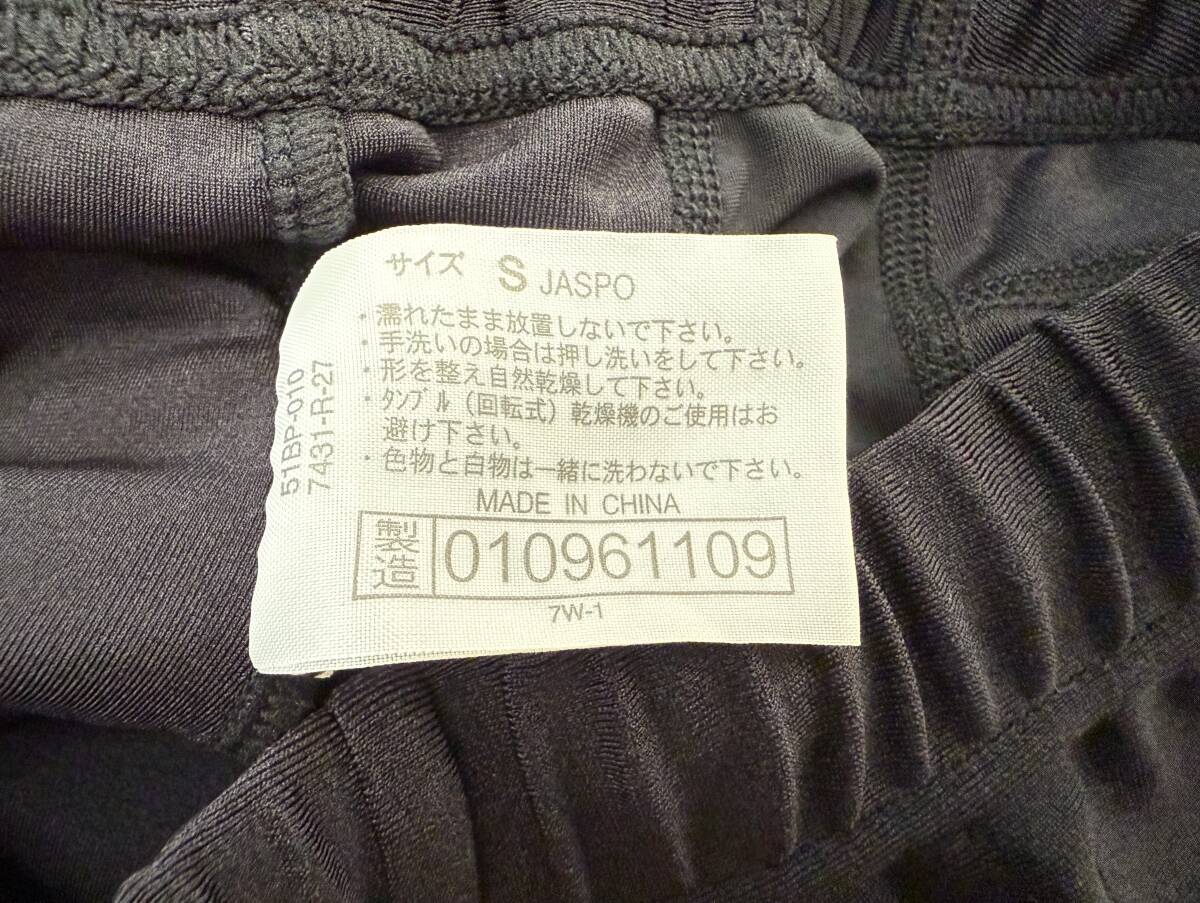 サイズ S JASPO
・濡れたまま放置しないで下さい。
・手洗いの場合は押し洗いをして下さい。
・形を整え自然乾燥して下さい。
・タンブル（回転式）乾燥機のご使用はお
避け下さい。
・色物と白物は一緒に洗わないで下さい。
MADE IN CHINA
製造 010961109
7W-1
51BP-010
7431-R-27